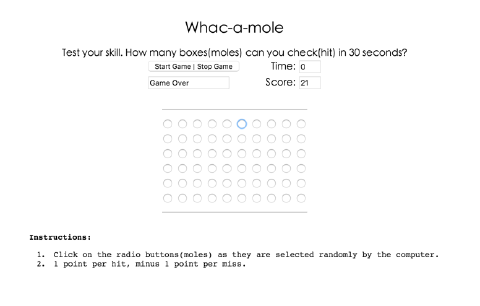 Whac-a-mole
Test your skill. How many boxes(moles) can you check(hit) in 30 seconds?
Start Game | Stop Game Time: 0
Game Over Score: 21
Instructions:
1. Click on the radio buttons(moles) as they are selected randomly by the computer.
2. 1 point per hit, minus 1 point per miss.